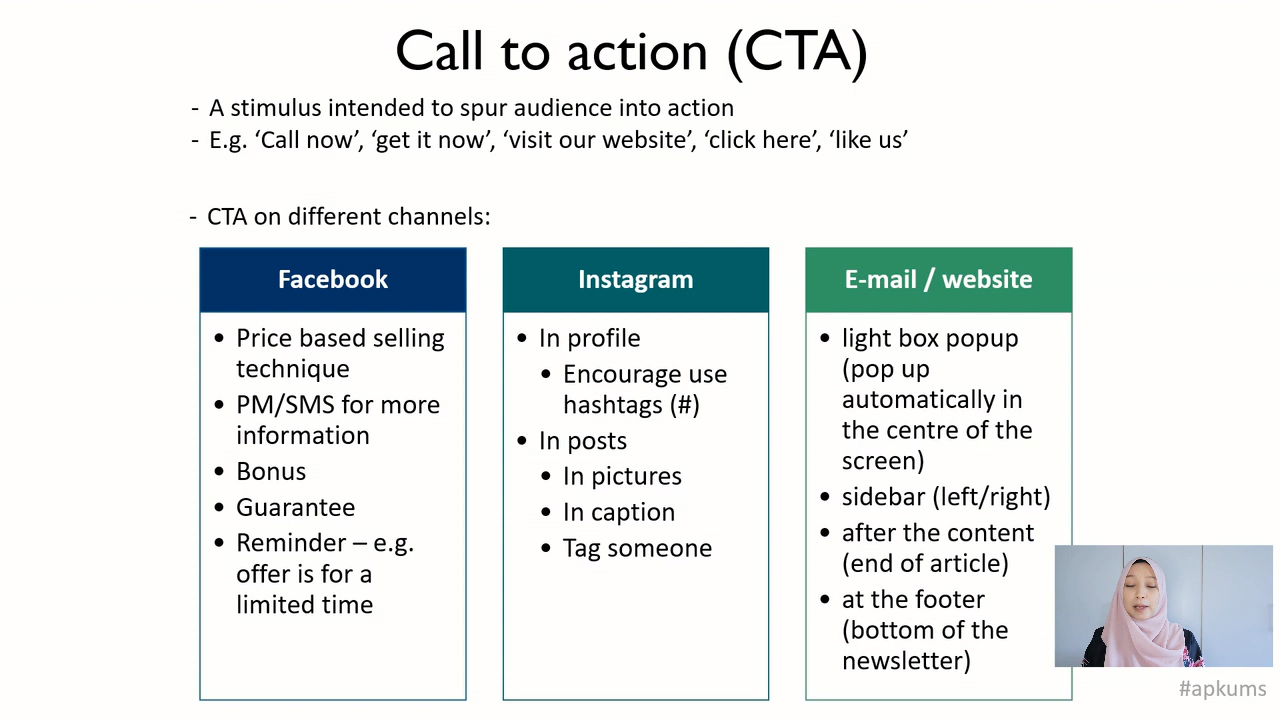 Call to action (CTA)
- A stimulus intended to spur audience into action
- E.g. ‘Call now’, ‘get it now’, ‘visit our website’, ‘click here’, ‘like us’
- CTA on different channels:
Facebook
• Price based selling
technique
• PM/SMS for more
information
• Bonus
• Guarantee
• Reminder – e.g.
offer is for a
limited time
Instagram
• In profile
• Encourage use
hashtags (#)
• In posts
• In pictures
• In caption
• Tag someone
E-mail / website
• light box popup
(pop up
automatically in
the centre of the
screen)
• sidebar (left/right)
• after the content
(end of article)
• at the footer
(bottom of the
newsletter)
#apkums